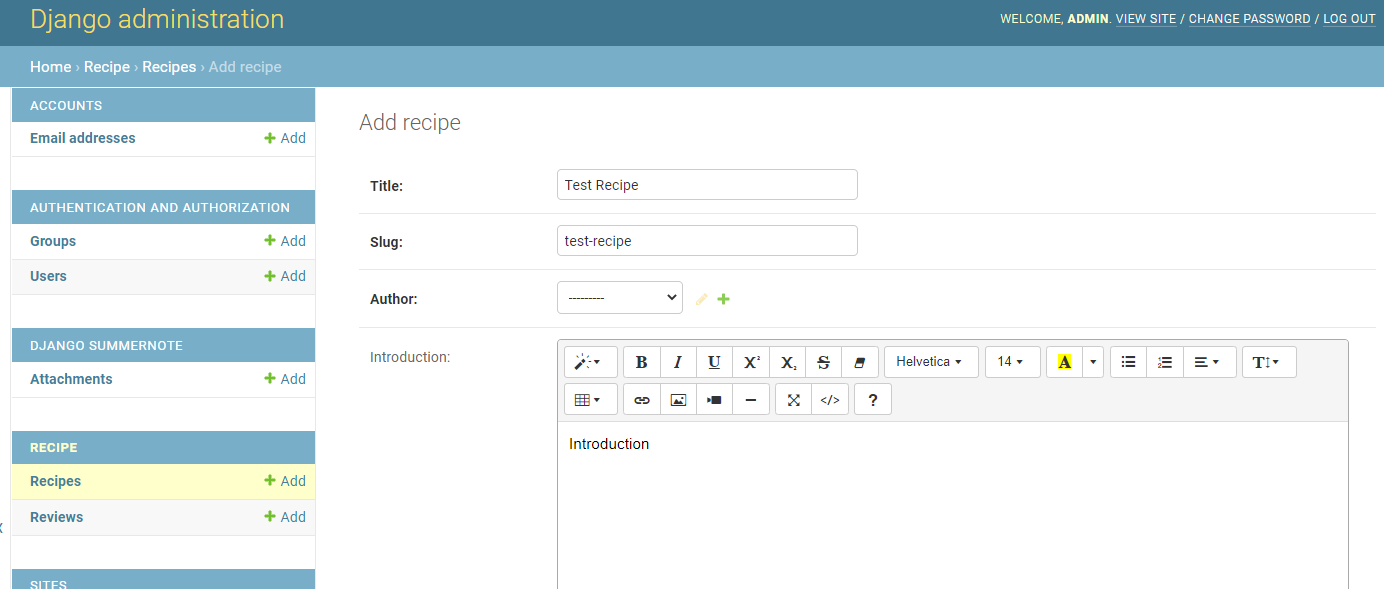 Django administration
WELCOME, ADMIN. VIEW SITE / CHANGE PASSWORD / LOG OUT
Home › Recipe › Recipes › Add recipe
ACCOUNTS
Email addresses
Add
AUTHENTICATION AND AUTHORIZATION
Groups
Add
Users
Add
DJANGO SUMMERNOTE
Attachments
Add
RECIPE
Recipes
Add
Reviews
Add
SITES
Add recipe
Title:
Test Recipe
Slug:
test-recipe
Author:
---------
Introduction:
B I U X² X₂ S Helvetica 14 A T
</> ?
Introduction